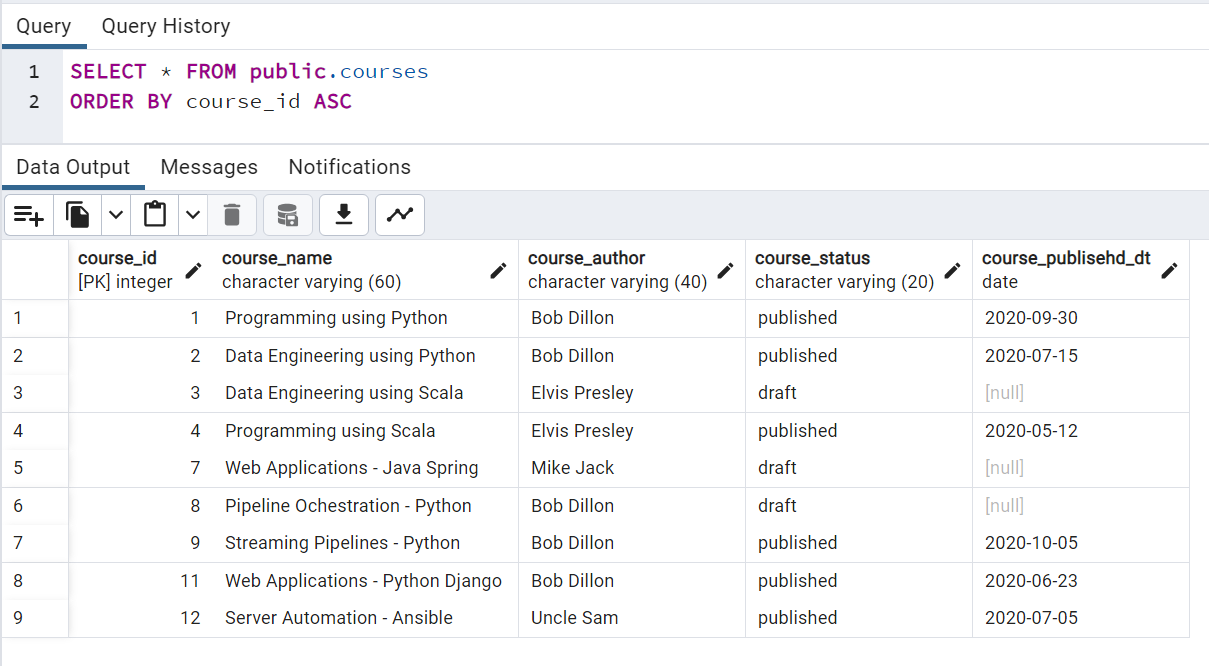 Query Query History
1 SELECT * FROM public.courses
2 ORDER BY course_id ASC
Data Output Messages Notifications
course_id course_name course_author course_status course_publisehd_dt
[PK] integer character varying (60) character varying (40) character varying (20) date
1 1 Programming using Python Bob Dillon published 2020-09-30
2 2 Data Engineering using Python Bob Dillon published 2020-07-15
3 3 Data Engineering using Scala Elvis Presley draft [null]
4 4 Programming using Scala Elvis Presley published 2020-05-12
5 7 Web Applications - Java Spring Mike Jack draft [null]
6 8 Pipeline Ochestration - Python Bob Dillon draft [null]
7 9 Streaming Pipelines - Python Bob Dillon published 2020-10-05
8 11 Web Applications - Python Django Bob Dillon published 2020-06-23
9 12 Server Automation - Ansible Uncle Sam published 2020-07-05